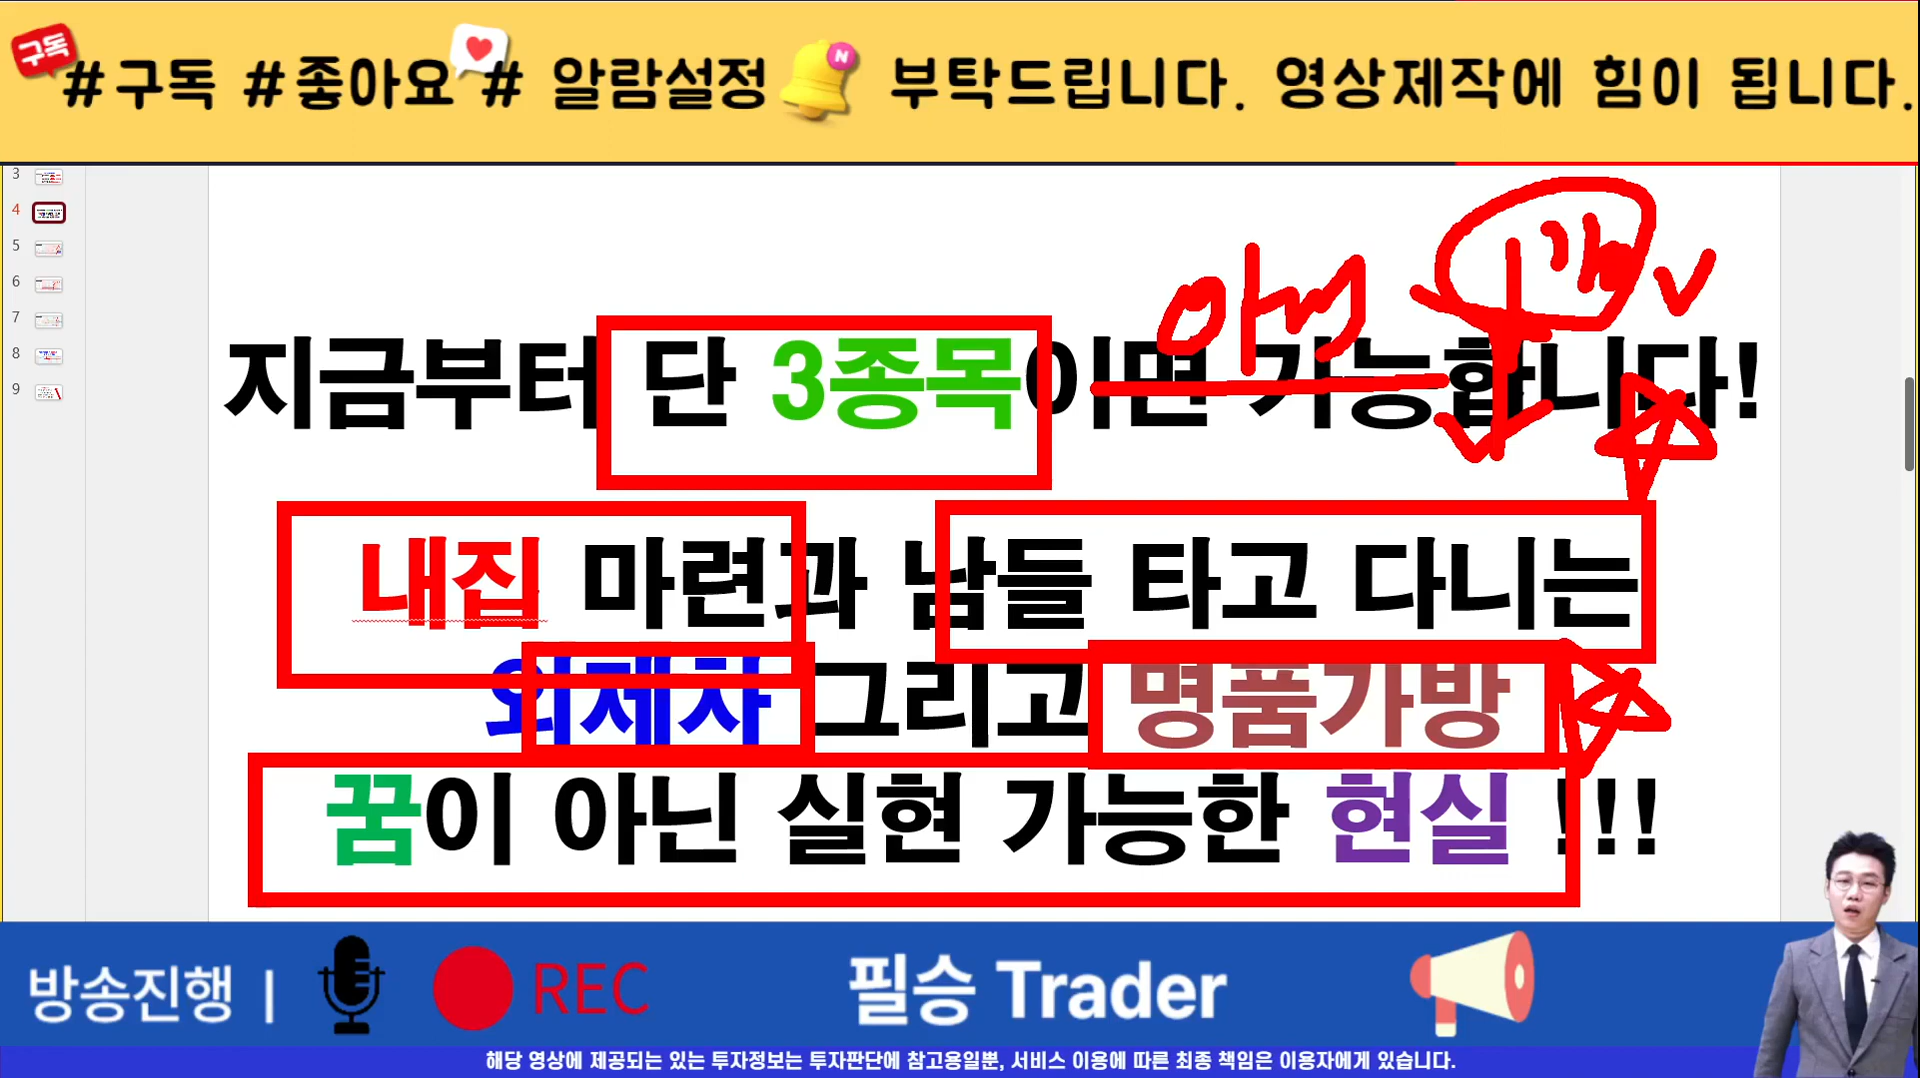 구독
#구독 #좋아요 # 알람설정 N 부탁드립니다. 영상제작에 힘이 됩니다.
3
4
5
6
7
8
9
지금부터 단 3종목이면 가능합니다!
내집 마련과 남들 타고 다니는
외제차 그리고 명품가방
꿈이 아닌 실현 가능한 현실 !!!
방송진행 | REC 필승 Trader
해당 영상에 제공되는 있는 투자정보는 투자판단에 참고용일뿐, 서비스 이용에 따른 최종 책임은 이용자에게 있습니다.